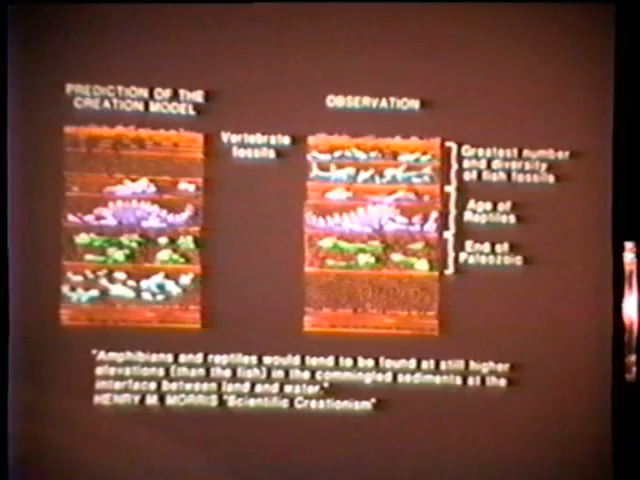 PREDICTION OF THE
CREATION MODEL
OBSERVATION
Vertebrate
fossils
Greatest number
and diversity
of fish fossils
Age of
Reptiles
End of
Paleozoic
"Amphibians and reptiles would tend to be found at still higher
elevations (than the fish) in the commingled sediments at the
interface between land and water."
HENRY M. MORRIS "Scientific Creationism"